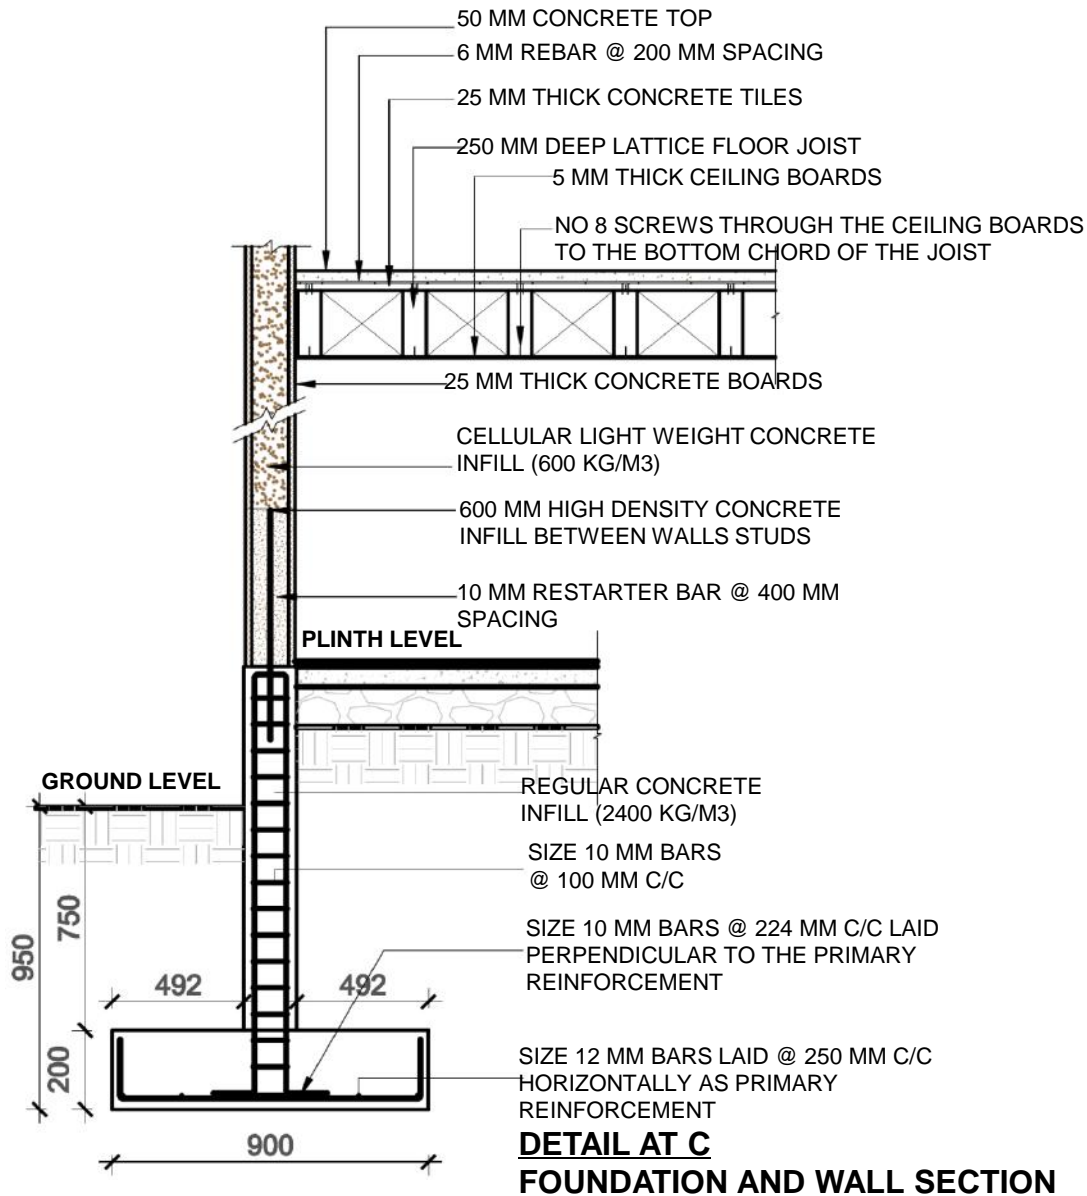 50 MM CONCRETE TOP
6 MM REBAR @ 200 MM SPACING
25 MM THICK CONCRETE TILES
250 MM DEEP LATTICE FLOOR JOIST
5 MM THICK CEILING BOARDS
NO 8 SCREWS THROUGH THE CEILING BOARDS
TO THE BOTTOM CHORD OF THE JOIST
25 MM THICK CONCRETE BOARDS
CELLULAR LIGHT WEIGHT CONCRETE
INFILL (600 KG/M3)
600 MM HIGH DENSITY CONCRETE
INFILL BETWEEN WALLS STUDS
10 MM RESTARTER BAR @ 400 MM
SPACING
PLINTH LEVEL
GROUND LEVEL
REGULAR CONCRETE
INFILL (2400 KG/M3)
SIZE 10 MM BARS
@ 100 MM C/C
SIZE 10 MM BARS @ 224 MM C/C LAID
PERPENDICULAR TO THE PRIMARY
REINFORCEMENT
950
750
492
492
200
SIZE 12 MM BARS LAID @ 250 MM C/C
HORIZONTALLY AS PRIMARY
REINFORCEMENT
900
DETAIL AT C
FOUNDATION AND WALL SECTION